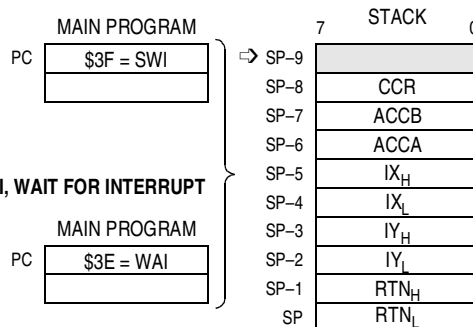 MAIN PROGRAM
PC $3F = SWI
I, WAIT FOR INTERRUPT
MAIN PROGRAM
PC $3E = WAI
7 STACK 0
⇨ SP–9
SP–8 CCR
SP–7 ACCB
SP–6 ACCA
SP–5 IXH
SP–4 IXL
SP–3 IYH
SP–2 IYL
SP–1 RTNH
SP RTNL